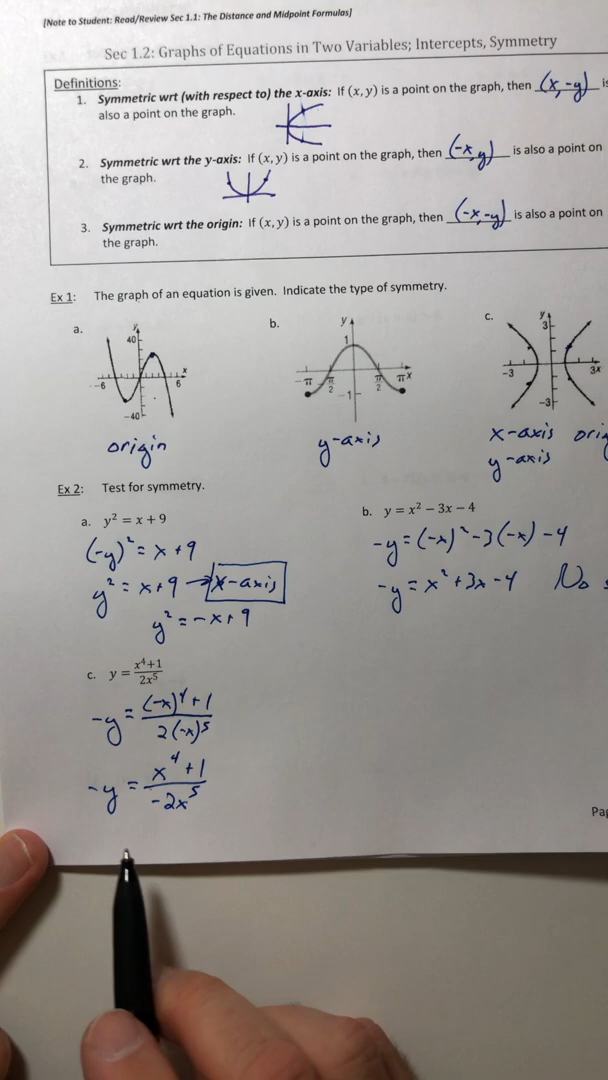 [Note to Student: Read/Review Sec 1.1: The Distance and Midpoint Formulas]
Sec 1.2: Graphs of Equations in Two Variables; Intercepts, Symmetry
Definitions:
1. Symmetric wrt (with respect to) the x-axis: If (x, y) is a point on the graph, then (x, -y) is
also a point on the graph.
2. Symmetric wrt the y-axis: If (x, y) is a point on the graph, then (-x, y) is also a point on
the graph.
3. Symmetric wrt the origin: If (x, y) is a point on the graph, then (-x, -y) is also a point on
the graph.
Ex 1: The graph of an equation is given. Indicate the type of symmetry.
a. b. c.
y 40 x -6 6 -40
y 1 -π π/2 π/2 π x -1
y 3 -3 3x -3
origin y-axis x-axis orig
y-axis
Ex 2: Test for symmetry.
a. y² = x + 9 b. y = x² − 3x − 4
(-y)² = x + 9 -y = (-x)² - 3(-x) - 4
y² = x + 9 → x-axis -y = x² + 3x - 4 No
y² = -x + 9
c. y = x⁴+1 / 2x⁵
-y = (-x)⁴ + 1 / 2(-x)⁵
-y = x⁴ + 1 / -2x⁵